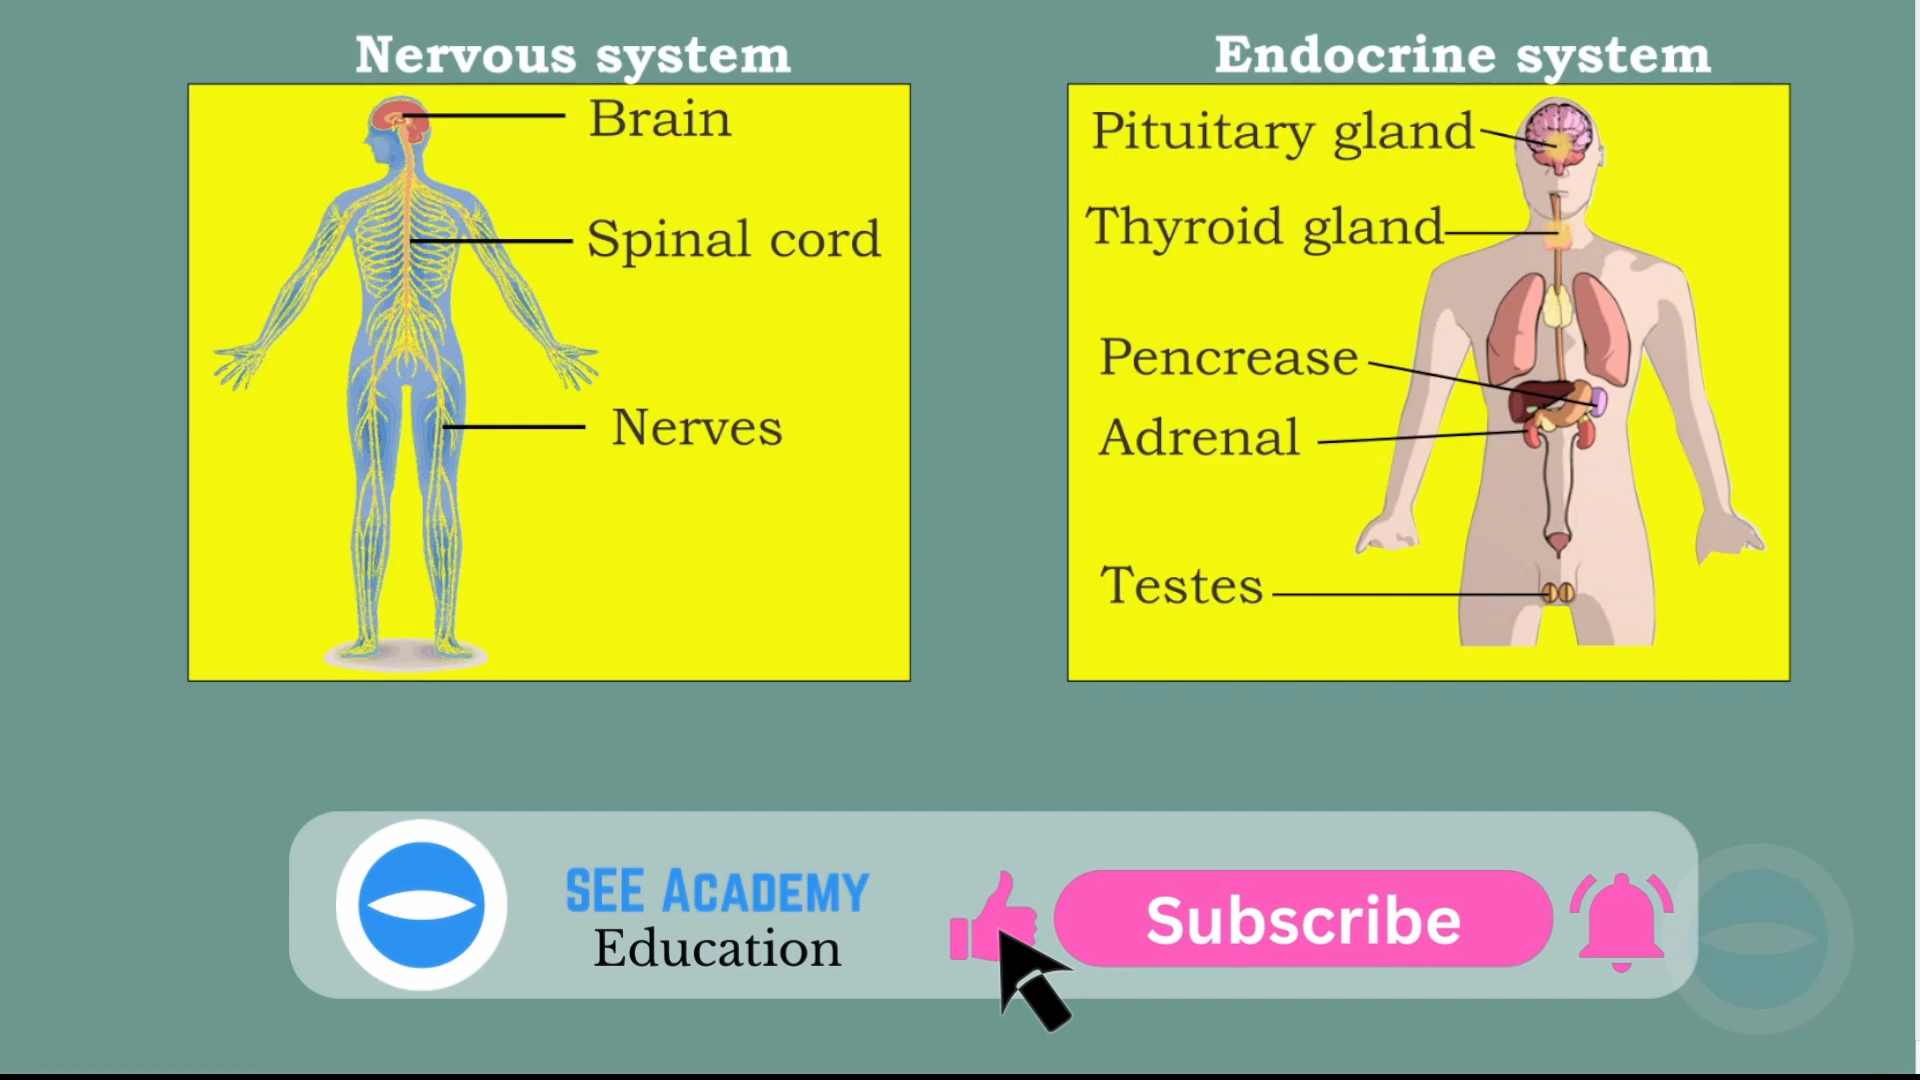 Nervous system
Brain
Spinal cord
Nerves
Endocrine system
Pituitary gland
Thyroid gland
Pencrease
Adrenal
Testes
SEE ACADEMY
Education
Subscribe